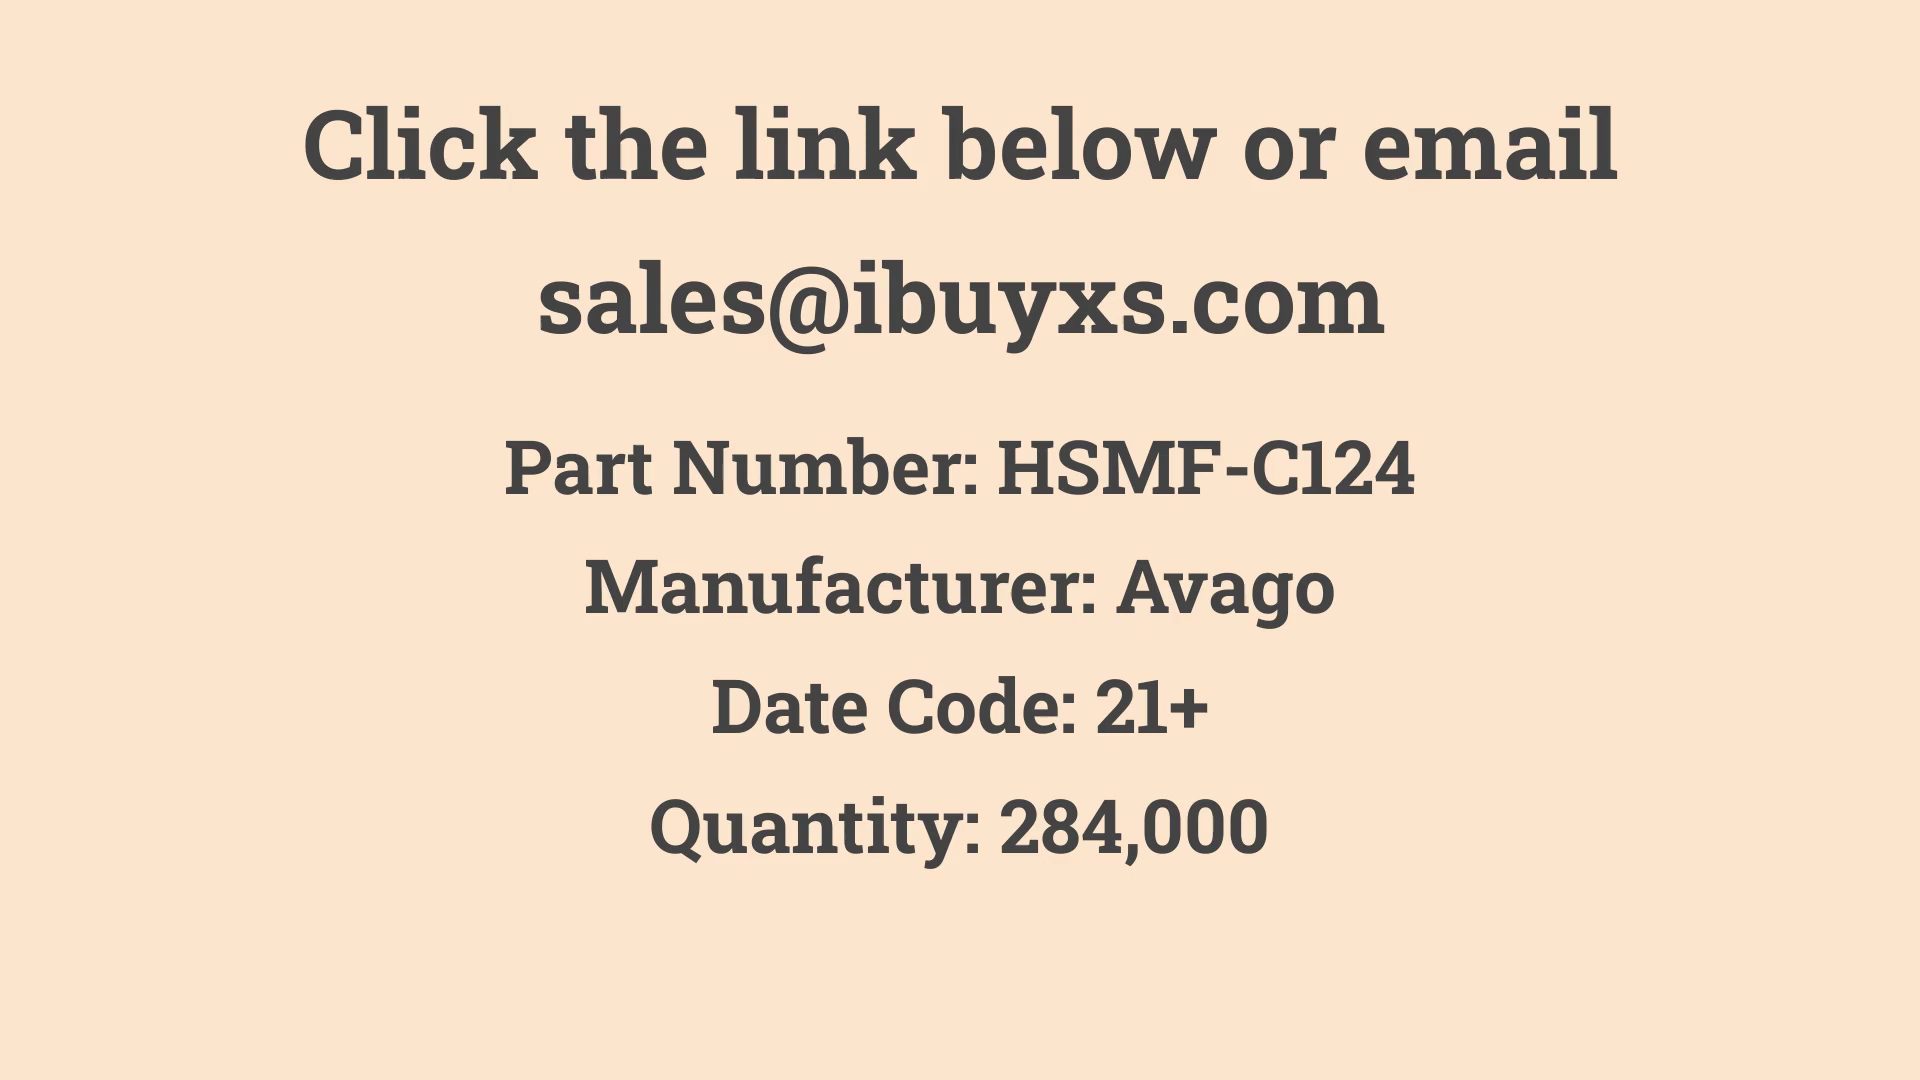 Click the link below or email
sales@ibuyxs.com
Part Number: HSMF-C124
Manufacturer: Avago
Date Code: 21+
Quantity: 284,000